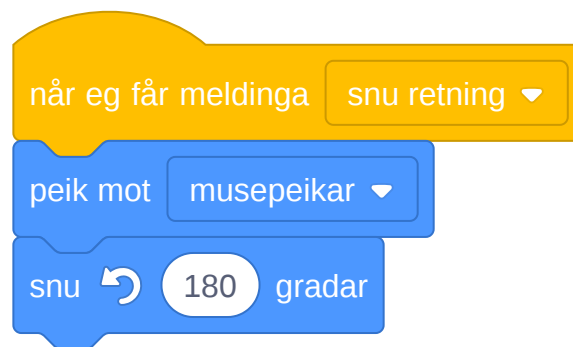 når eg får meldinga snu retning
peik mot musepeikar
snu 180 gradar